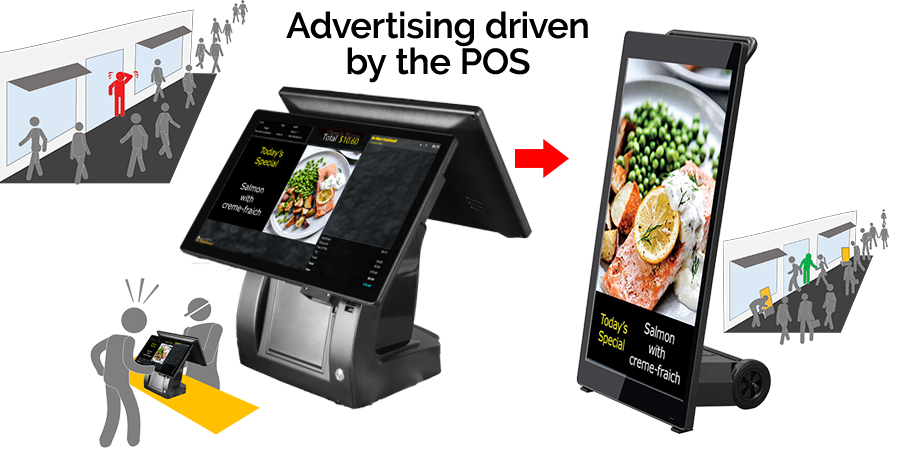 Advertising driven
by the POS
Total $10.60
Today's
Special
Salmon
with
creme-fraich
Today's
Special
Salmon
with
creme-fraich